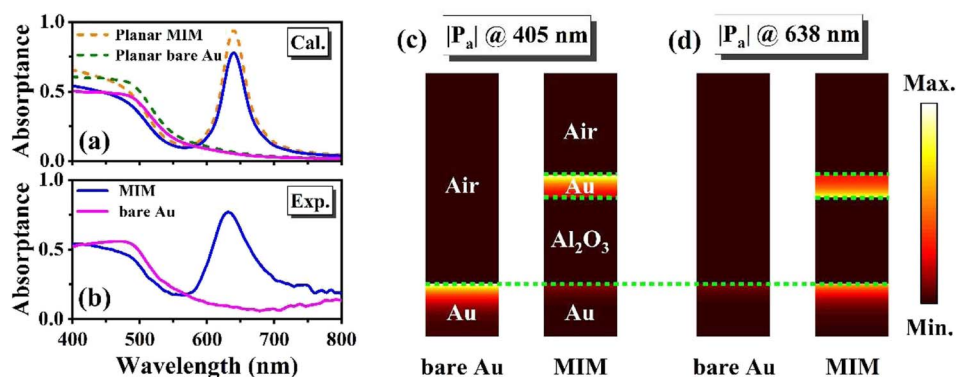 1.0
0.5
0.0
Absorptance
Planar MIM
Planar bare Au
Cal.
(a)
1.0
0.5
0.0
Absorptance
MIM
bare Au
Exp.
(b)
400 500 600 700 800
Wavelength (nm)
(c)
|Pa| @ 405 nm
Air
Au
bare Au
Air
Au
Al₂O₃
Au
MIM
(d)
|Pa| @ 638 nm
bare Au
MIM
Max.
Min.